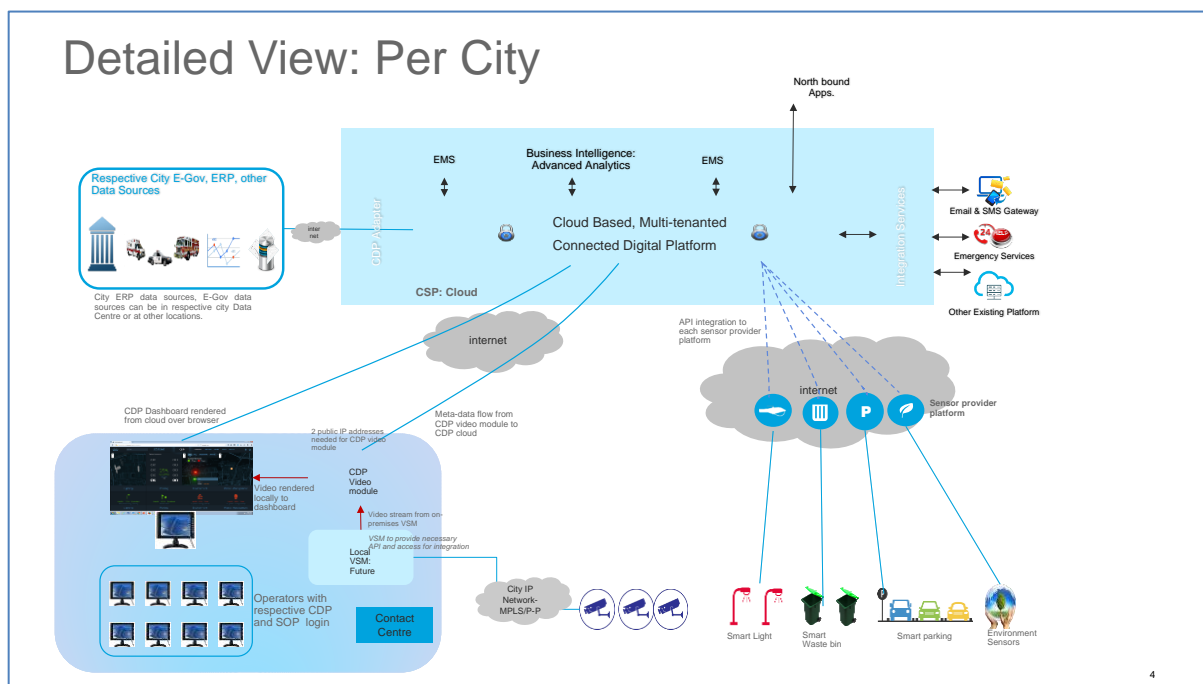 Detailed View: Per City
North bound
Apps.
EMS
Business Intelligence:
Advanced Analytics
EMS
Respective City E-Gov, ERP, other
Data Sources
inter
net
CDP Adapter
Cloud Based, Multi-tenanted
Connected Digital Platform
Integration Services
Email & SMS Gateway
24
HELP
Emergency Services
Other Existing Platform
City ERP data sources, E-Gov data
sources can be in respective city Data
Centre or at other locations.
CSP: Cloud
internet
API integration to
each sensor provider
platform
internet
P
Sensor provider
platform
CDP Dashboard rendered
from cloud over browser
Meta-data flow from
CDP video module to
CDP cloud
2 public IP addresses
needed for CDP video
module
CDP
Video
module
Video rendered
locally to
dashboard
Video stream from on-
premises VSM
VSM to provide necessary
API and access for integration
Local
VSM:
Future
City IP
Network-
MPLS/P-P
Operators with
respective CDP
and SOP login
Contact
Centre
P
Smart Light
Smart
Waste bin
Smart parking
Environment
Sensors
4